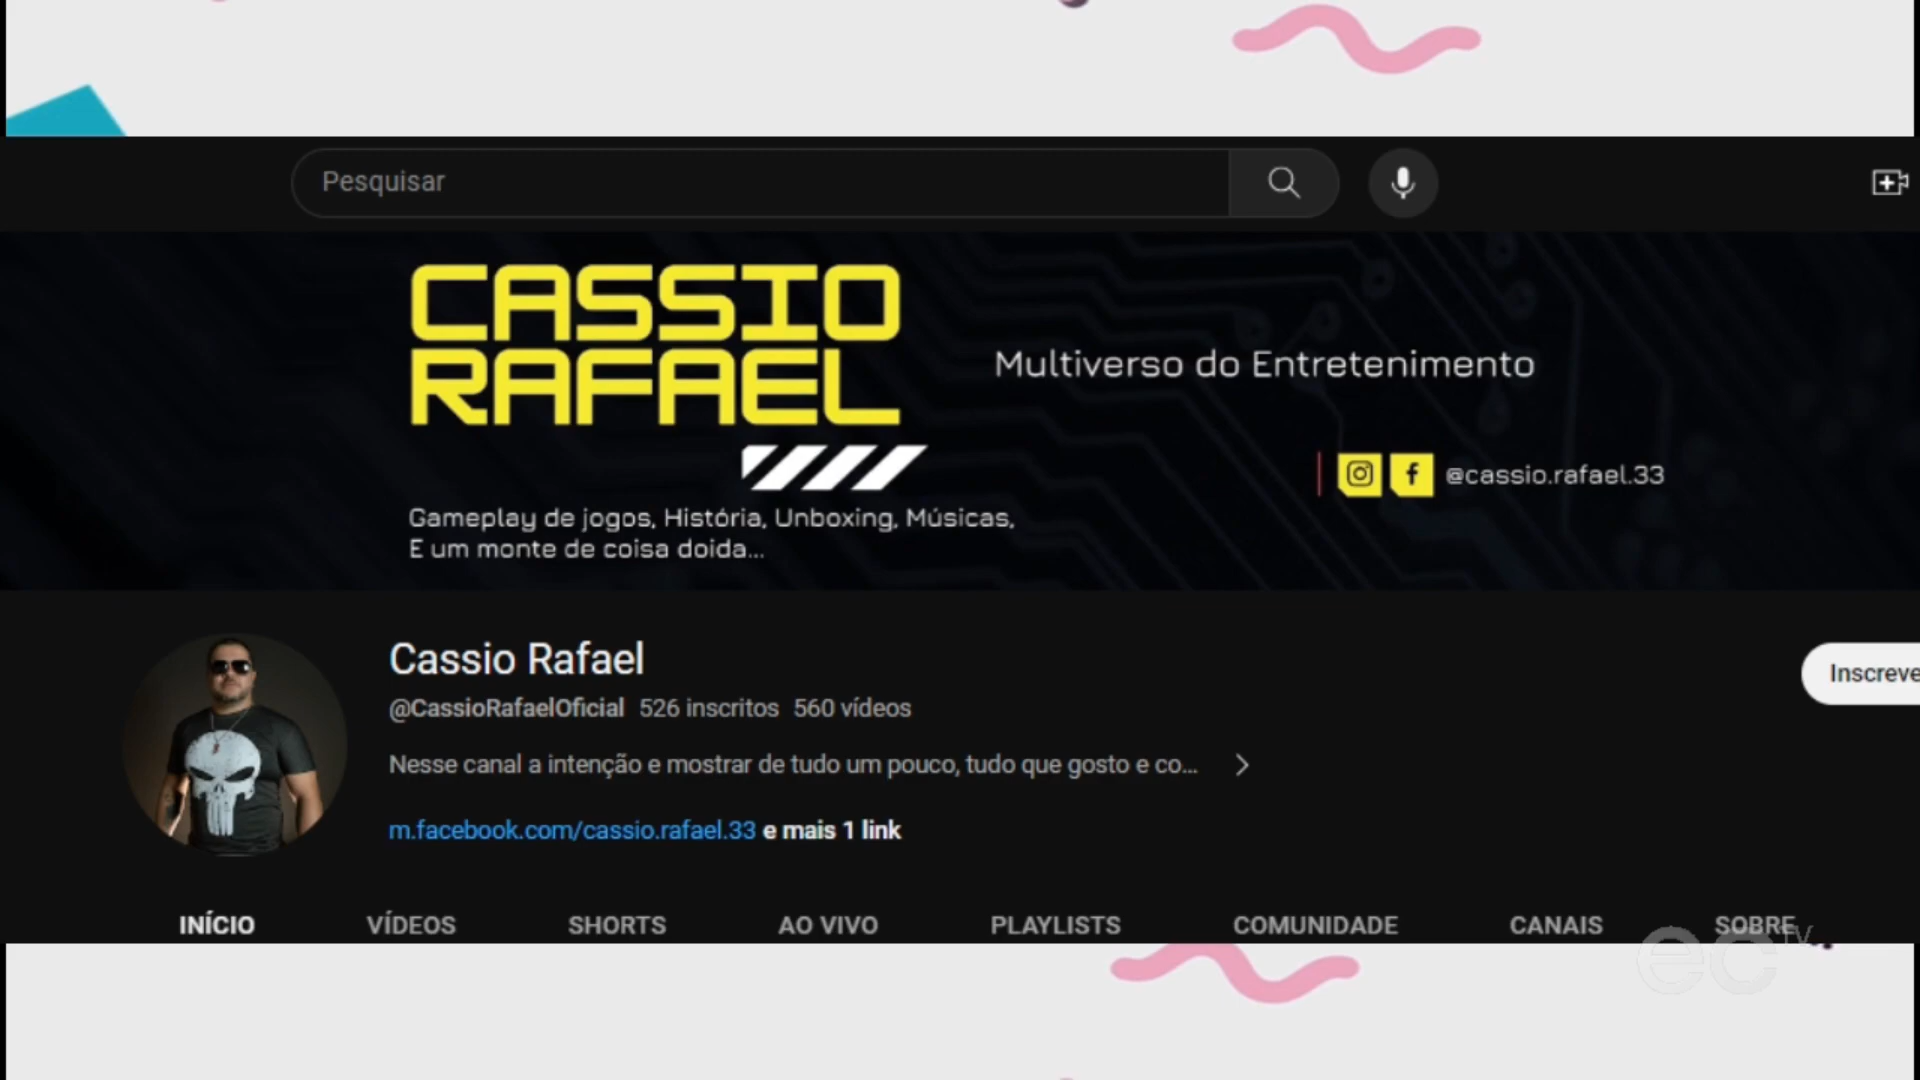 Pesquisar
CASSIO
RAFAEL
Multiverso do Entretenimento
@cassio.rafael.33
Gameplay de jogos, História, Unboxing, Músicas,
E um monte de coisa doida...
Cassio Rafael
@CassioRafaelOficial 526 inscritos 560 vídeos
Inscreve
Nesse canal a intenção e mostrar de tudo um pouco, tudo que gosto e co...
m.facebook.com/cassio.rafael.33 e mais 1 link
INÍCIO VÍDEOS SHORTS AO VIVO PLAYLISTS COMUNIDADE CANAIS SOBRE
ec TV